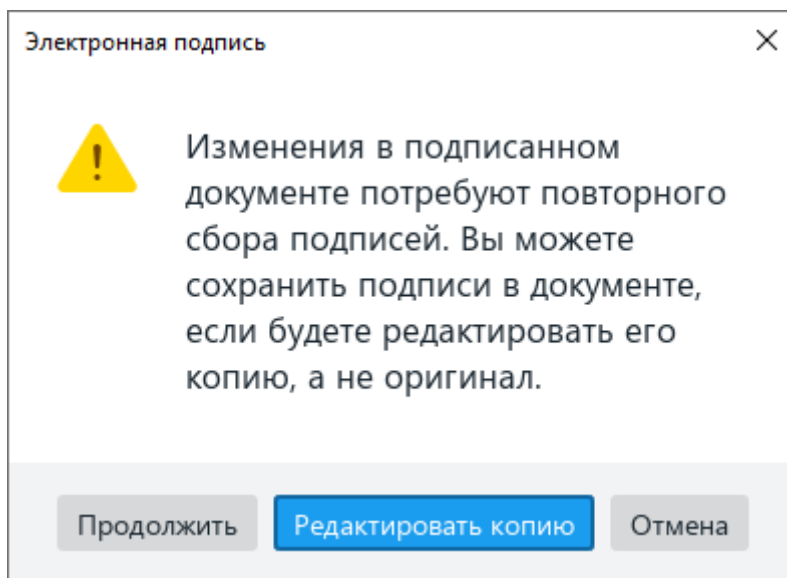 Электронная подпись
Изменения в подписанном
документе потребуют повторного
сбора подписей. Вы можете
сохранить подписи в документе,
если будете редактировать его
копию, а не оригинал.
Продолжить Редактировать копию Отмена